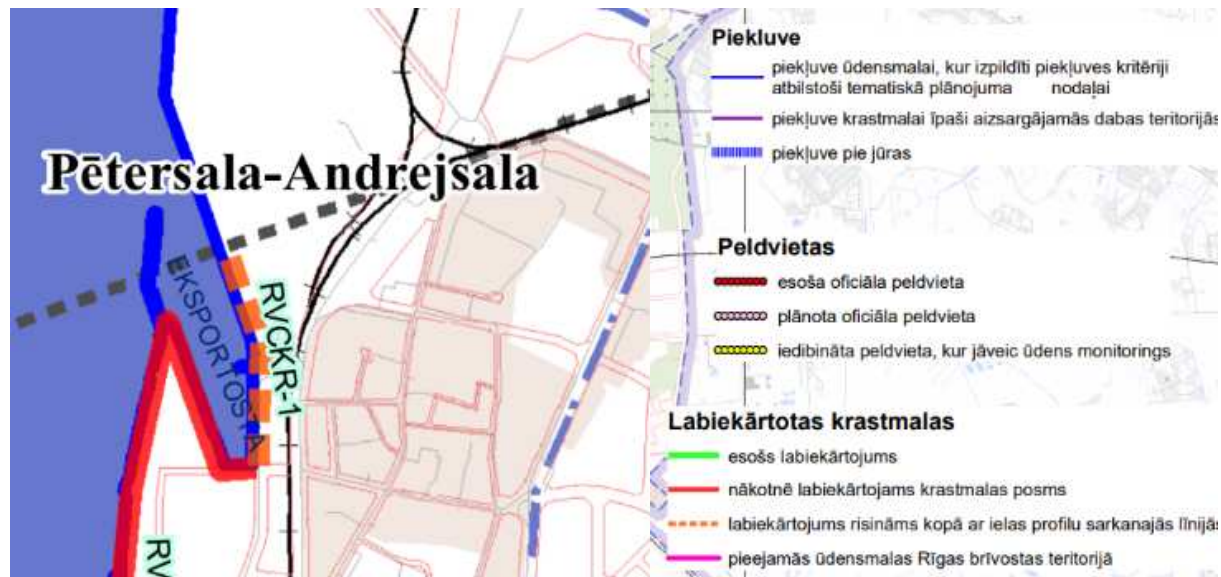 Pētersala-Andrejsala
EKSPORTOSTA
RVCKR-1
RV
Piekļuve
piekļuve ūdensmalai, kur izpildīti piekļuves kritēriji
atbilstoši tematiskā plānojuma nodaļai
piekļuve krastmalai īpaši aizsargājamās dabas teritorijās
piekļuve pie jūras
Peldvietas
esoša oficiāla peldvieta
plānota oficiāla peldvieta
iedibināta peldvieta, kur jāveic ūdens monitorings
Labiekārtotas krastmalas
esošs labiekārtojums
nākotnē labiekārtojams krastmalas posms
labiekārtojums risināms kopā ar ielas profilu sarkanajās līnijās
pieejamās ūdensmalas Rīgas brīvostas teritorijā